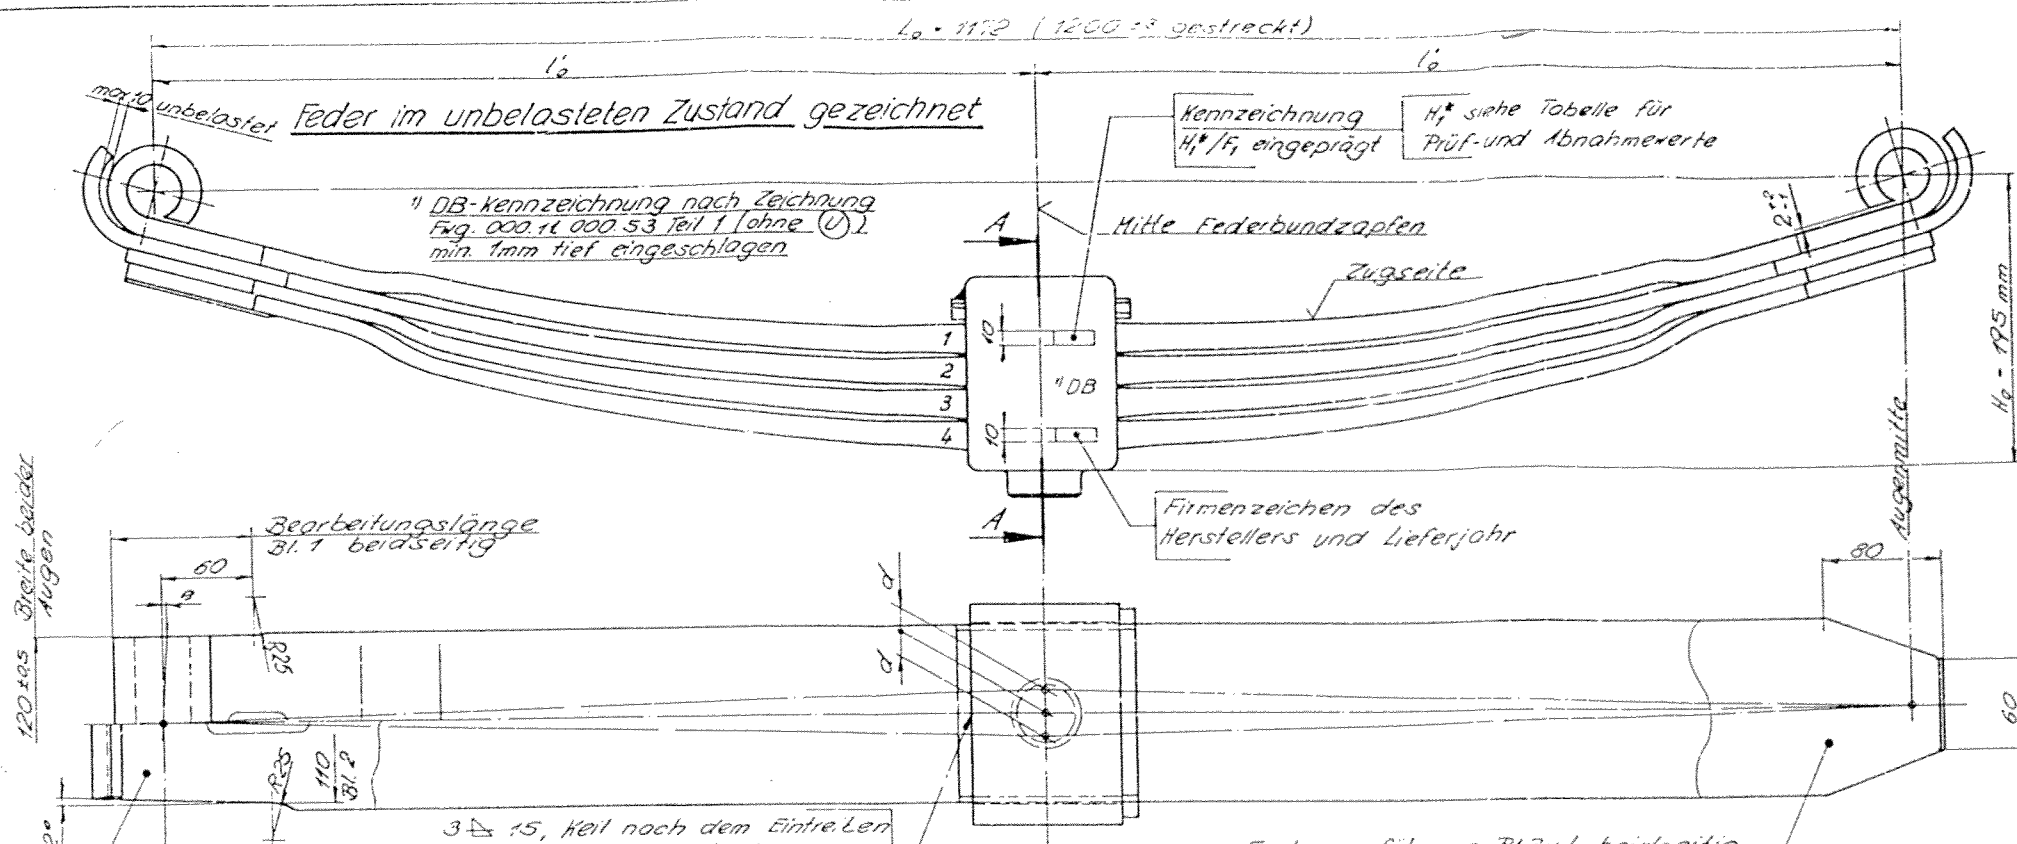 L₀ = 1172 (1200 ±3 gestreckt)
l'₀
l'₀
max 10 unbelastet
Feder im unbelasteten Zustand gezeichnet
Kennzeichnung
H₁*/F₁ eingeprägt
H₁* siehe Tabelle für
Prüf- und Abnahmewerte
¹⁾ DB-Kennzeichnung nach Zeichnung
Fwg. 000.11 000.53 Teil 1 (ohne Ⓤ)
min. 1mm tief eingeschlagen
A
Mitte Federbundzapfen
Zugseite
H₀ - 195 mm
1
2
3
4
10
¹⁾DB
10
Augenmitte
A
Firmenzeichen des
Herstellers und Lieferjahr
Bearbeitungslänge
Bl. 1 beidseitig
120±0,5 Breite beider
Augen
60
80
R25
d
d
60
R25
110
Bl. 2
2°
3 ⊿ 15, Keil nach dem Eintreiben
beidseitig